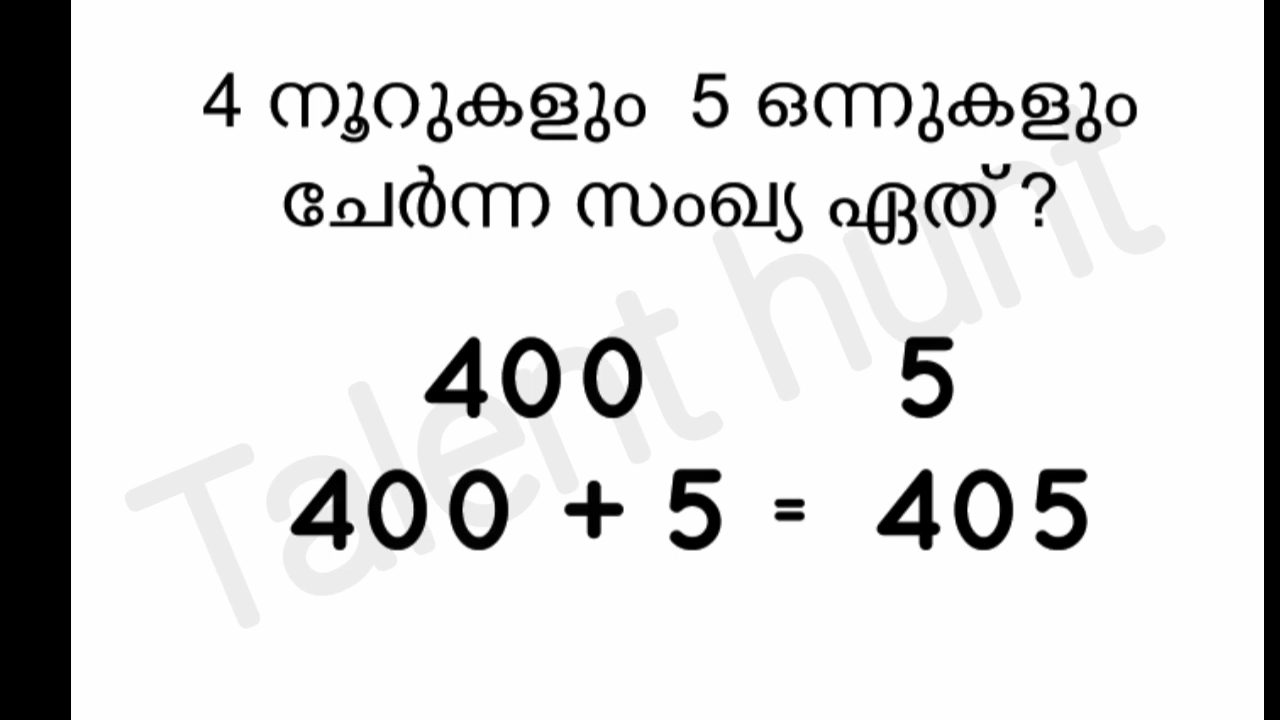 4 നൂറുകളും 5 ഒന്നുകളും
ചേർന്ന സംഖ്യ ഏത് ?
400 5
400 + 5 = 405
Talent hunt